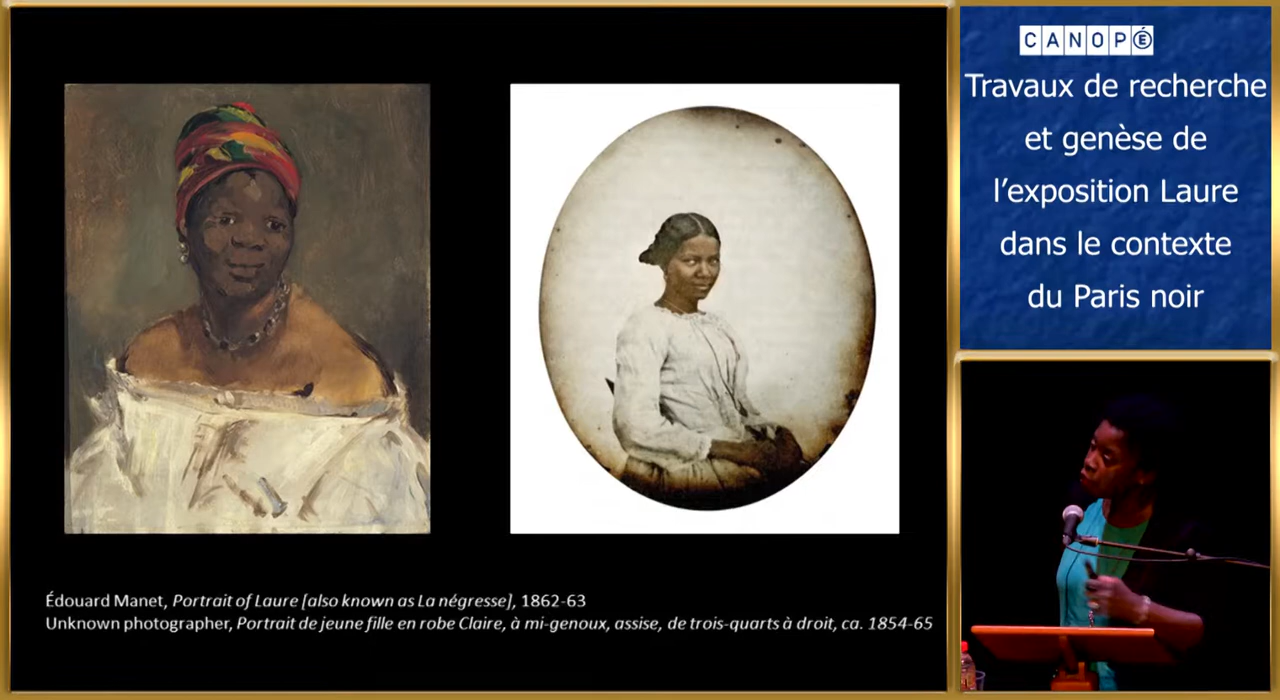 CANOPÉ
Travaux de recherche
et genèse de
l’exposition Laure
dans le contexte
du Paris noir
Édouard Manet, Portrait of Laure [also known as La négresse], 1862-63
Unknown photographer, Portrait de jeune fille en robe Claire, à mi-genoux, assise, de trois-quarts à droit, ca. 1854-65